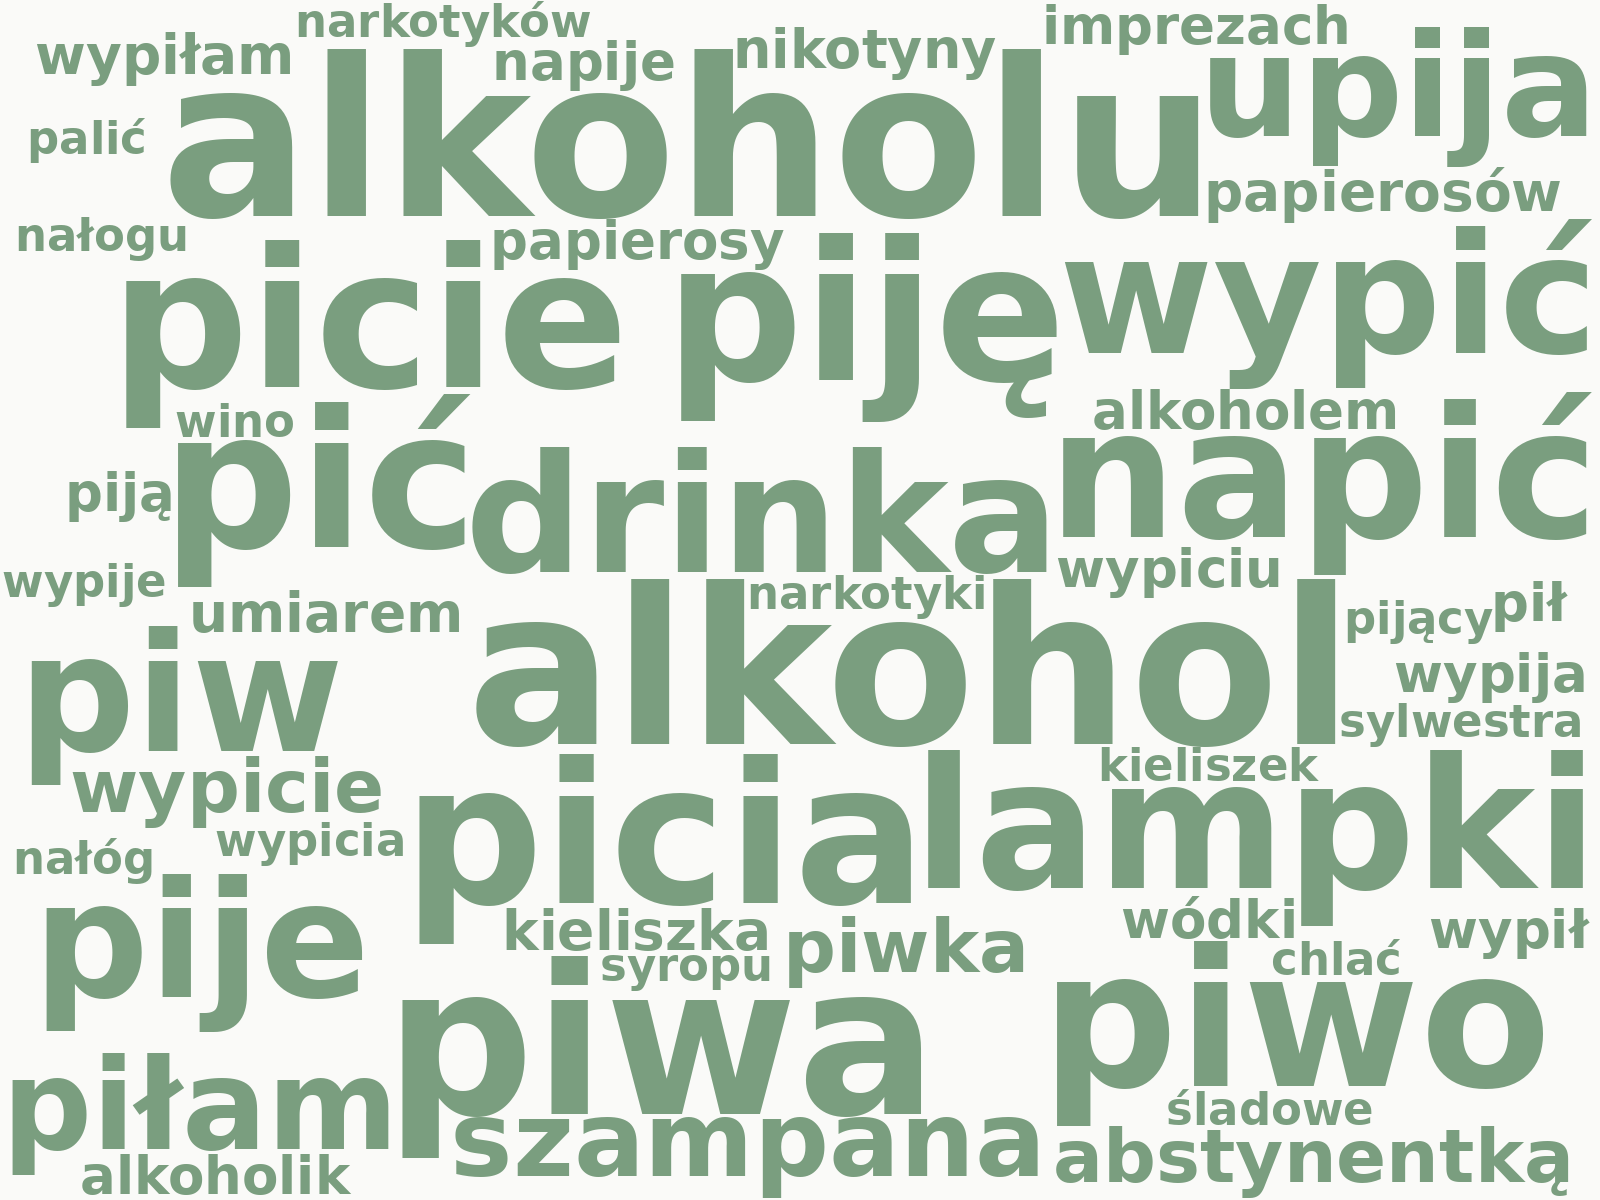 narkotyków
imprezach
wypiłam
napije
nikotyny
upija
alkoholu
palić
papierosów
nałogu
papierosy
picie
piję
wypić
wino
alkoholem
pić
piją
drinka
napić
wypije
wypiciu
umiarem
narkotyki
pijący
pił
alkohol
piw
wypija
sylwestra
wypicie
kieliszek
picia
lampki
wypicia
nałóg
pije
kieliszka
piwka
wódki
wypił
syropu
chlać
piwa
piwo
piłam
śladowe
szampana
abstynentką
alkoholik